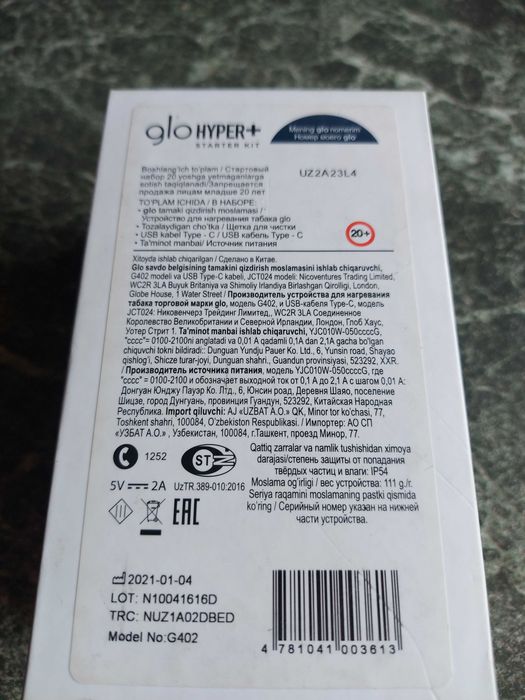 glo HYPER+
STARTER KIT
Mening glo nomerim
Номер моего glo
UZ2A23L4
Boshlang'ich to'plam / Стартовый
набор 20 yoshga yetmaganlarga
sotish taqiqlanadi/Запрещается
продажа лицам младше 20 лет.
TO'PLAM ICHIDA / В НАБОРЕ:
• glo tamaki qizdirish moslamasi /
Устройство для нагревания табака glo
• Tozalaydigan cho'tka / Щетка для чистки
• USB kabel Type - C / USB кабель Type - C
• Ta'minot manbai/ Источник питания
20+
Xitoyda ishlab chiqarilgan / Сделано в Китае.
Glo savdo belgisining tamaki qizdirish moslamasini ishlab chiqaruvchi,
G402 modeli va USB Type-C kabeli, JCT024 modeli: Nicoventures Trading Limited,
WC2R 3LA Buyuk Britaniya va Shimoliy Irlandiya Birlashgan Qirolligi, London,
Globe House, 1 Water Street / Производитель устройства для нагревания
табака торговой марки glo, модель G402, и USB-кабеля Type-C, модель
JCT024: Никовенчерз Трейдинг Лимитед,, WC2R 3LA Соединенное
Королевство Великобритании и Северной Ирландии, Лондон, Глоб Хаус,
Уотер Стрит 1. Ta'minot manbai ishlab chiqaruvchi, YJC010W-050ccccG,
"cccc"= 0100-2100ni anglatadi va 0,01 A qadamli 0,1A dan 2,1A gacha bo'lgan
chiquvchi tokni bildiradi:: Dunguan Yundju Pauer Ko. Ltd., 6, Yunsin road, Shayao
qishlog'i, Shicze turar-joyi, Dunguan shahri., Guandun provinsiyasi, 523292, XXR.
/ Производитель источника питания, модель YJC010W-050ccccG, где
"cccc" = 0100-2100 и обозначает выходной ток от 0,1 А до 2,1 А с шагом 0,01 А:
Донгуан Юнджу Пауэр Ко. Лтд., 6, Юнсин роад, Деревня Шаяо, поселение
Шицзе, город Дунгуань, провинция Гуандун, 523292, Китайская Народная
Республика. Import qiluvchi: AJ «UZBAT A.O.» QK, Minor tor ko'chasi, 77,
Toshkent shahri, 100084, O'zbekiston Respublikasi. / Импортер: АО СП
«УЗБАТ А.О.» , Узбекистан, 100084, г.Ташкент, проезд Минор, 77.
1252
ST
5V 2A
UzTR.389-010:2016
EAC
Qattiq zarralar va namlik tushishidan ximoya
darajasi/степень защиты от попадания
твёрдых частиц и влаги: IP54
Moslama og'irligi / вес устройства: 111 g./г.
Seriya raqamini moslamaning pastki qismida
ko'ring / Серийный номер указан на нижней
части устройства.
2021-01-04
LOT: N10041616D
TRC: NUZ1A02DBED
Model No:G402
4 781041 003613